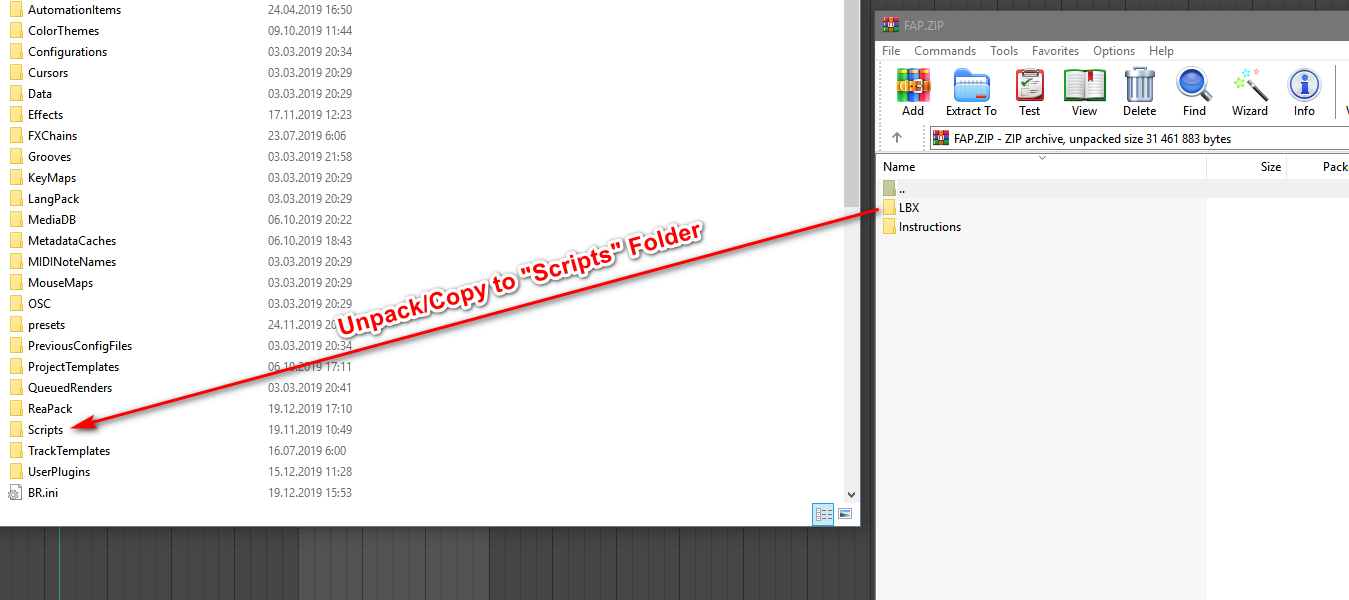 AutomationItems 24.04.2019 16:50
ColorThemes 09.10.2019 11:44
Configurations 03.03.2019 20:34
Cursors 03.03.2019 20:29
Data 03.03.2019 20:29
Effects 17.11.2019 12:23
FXChains 23.07.2019 6:06
Grooves 03.03.2019 21:58
KeyMaps 03.03.2019 20:29
LangPack 03.03.2019 20:29
MediaDB 06.10.2019 20:22
MetadataCaches 06.10.2019 18:43
MIDINoteNames 03.03.2019 20:29
MouseMaps 03.03.2019 20:29
OSC 03.03.2019 20:29
presets 24.11.2019
PreviousConfigFiles 03.03.2019 20:34
ProjectTemplates 06.10.2019 17:11
QueuedRenders 03.03.2019 20:41
ReaPack 19.12.2019 17:10
Scripts 19.11.2019 10:49
TrackTemplates 16.07.2019 6:00
UserPlugins 15.12.2019 11:28
BR.ini 19.12.2019 15:53
Unpack/Copy to "Scripts" Folder
FAP.ZIP
File Commands Tools Favorites Options Help
Add Extract To Test View Delete Find Wizard Info
FAP.ZIP - ZIP archive, unpacked size 31 461 883 bytes
Name Size Pack
..
LBX
Instructions